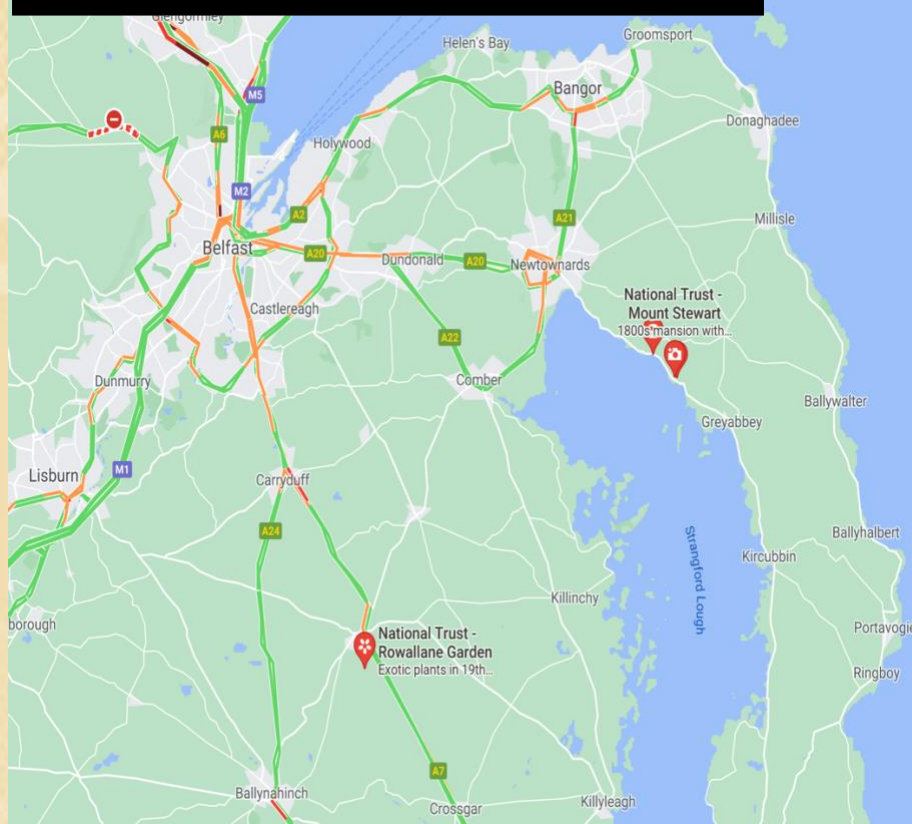 Glengormley
Helen's Bay
Groomsport
M5
Bangor
A6
Holywood
Donaghadee
M2
A2
A21
Millisle
Belfast
A20
Dundonald
A20
Newtownards
Castlereagh
National Trust -
Mount Stewart
1800s mansion with...
A22
Dunmurry
Comber
Ballywalter
Greyabbey
M1
Lisburn
Carryduff
A24
Ballyhalbert
Strangford Lough
Kircubbin
Killinchy
borough
Portavogie
National Trust -
Rowallane Garden
Exotic plants in 19th...
Ringboy
A7
Ballynahinch
Crossgar
Killyleagh